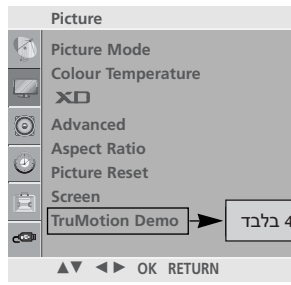 Picture
Picture Mode
Colour Temperature
XD
Advanced
Aspect Ratio
Picture Reset
Screen
TruMotion Demo
4 בלבד
▲▼ ◄► OK RETURN